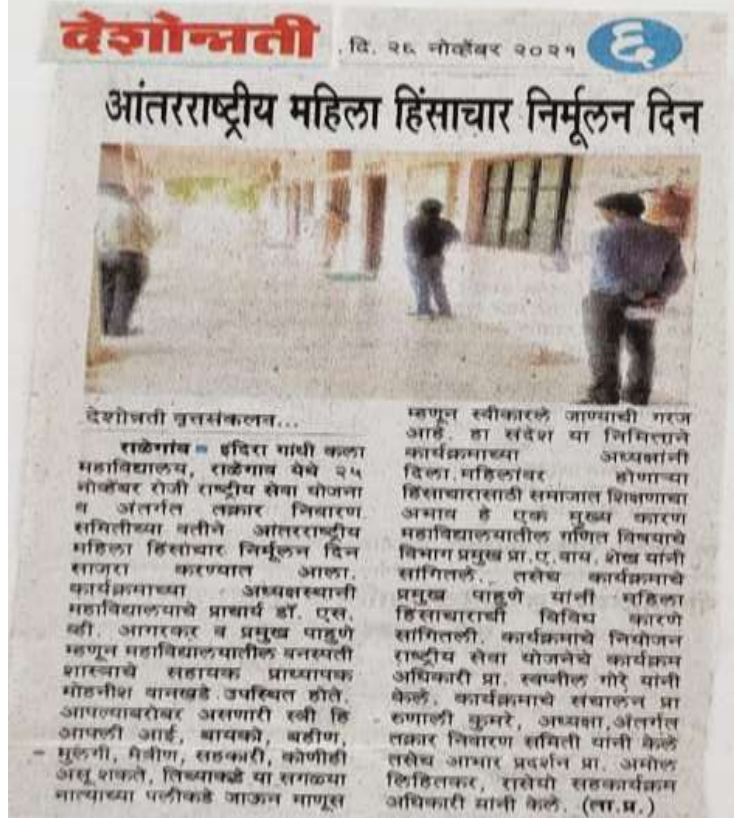 देशोन्नती
. दि. २६ नोव्हेंबर २०२१
६
आंतरराष्ट्रीय महिला हिंसाचार निर्मूलन दिन
देशोन्नती वृत्तसंकलन...
राळेगांव - इंदिरा गांधी कला
महाविद्यालय, राळेगाव येथे २५
नोव्हेंबर रोजी राष्ट्रीय सेवा योजना
व अंतर्गत तक्रार निवारण
समितीच्या वतीने आंतरराष्ट्रीय
महिला हिंसाचार निर्मूलन दिन
साजरा करण्यात आला.
कार्यक्रमाच्या अध्यक्षस्थानी
महाविद्यालयाचे प्राचार्य डॉ. एस.
व्ही. आगरकर व प्रमुख पाहुणे
म्हणून महाविद्यालयातील वनस्पती
शास्त्राचे सहायक प्राध्यापक
मोहनीश वानखडे उपस्थित होते.
आपल्याबरोबर असणारी स्त्री हि
आपली आई, बायको, बहीण,
मुलगी, मैत्रीण, सहकारी, कोणीही
असू शकते, तिच्याकडे या सगळ्या
नात्याच्या पलीकडे जाऊन माणूस
म्हणून स्वीकारले जाण्याची गरज
आहे. हा संदेश या निमित्ताने
कार्यक्रमाच्या अध्यक्षांनी
दिला.महिलांवर होणाऱ्या
हिंसाचारासाठी समाजात शिक्षणाचा
अभाव हे एक मुख्य कारण
महाविद्यालयातील गणित विषयाचे
विभाग प्रमुख प्रा.ए.वाय. शेख यांनी
सांगितले. तसेच कार्यक्रमाचे
प्रमुख पाहुणे यांनी महिला
हिंसाचाराची विविध कारणे
सांगितली. कार्यक्रमाचे नियोजन
राष्ट्रीय सेवा योजनेचे कार्यक्रम
अधिकारी प्रा. स्वप्नील गोरे यांनी
केले. कार्यक्रमाचे संचालन प्रा
रुणाली कुमरे, अध्यक्षा,अंतर्गत
तक्रार निवारण समिती यांनी केले
तसेच आभार प्रदर्शन प्रा. अमोल
लिहितकर, रासेयो सहकार्यक्रम
अधिकारी यांनी केले. (ता.प्र.)